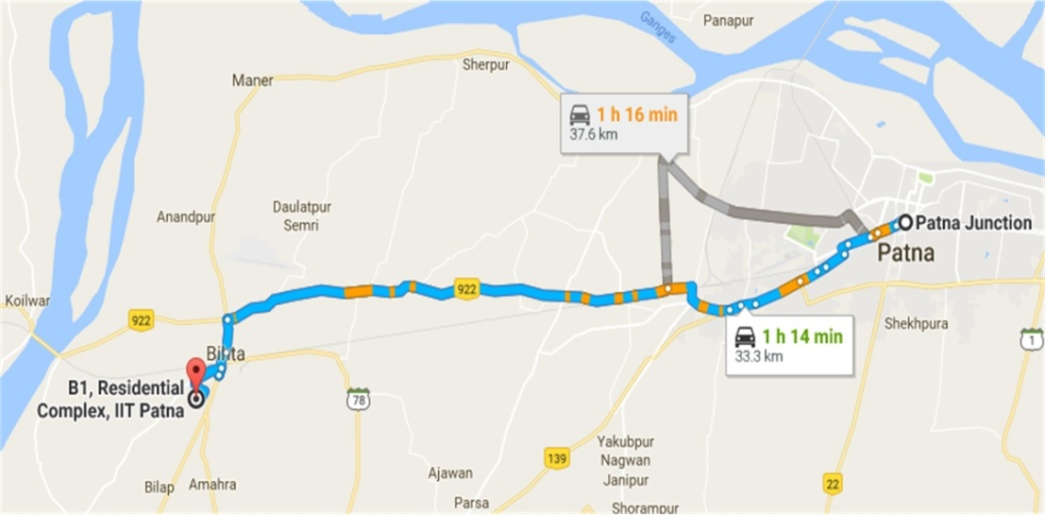 Panapur
Ganges
Sherpur
Maner
1 h 16 min
37.6 km
Daulatpur
Semri
Anandpur
Patna Junction
Patna
Koilwar
922
922
Shekhpura
1
1 h 14 min
33.3 km
Bihta
B1, Residential
Complex, IIT Patna
78
Yakubpur
Nagwan
Janipur
139
Ajawan
Bilap
Amahra
22
Parsa
Shorampur